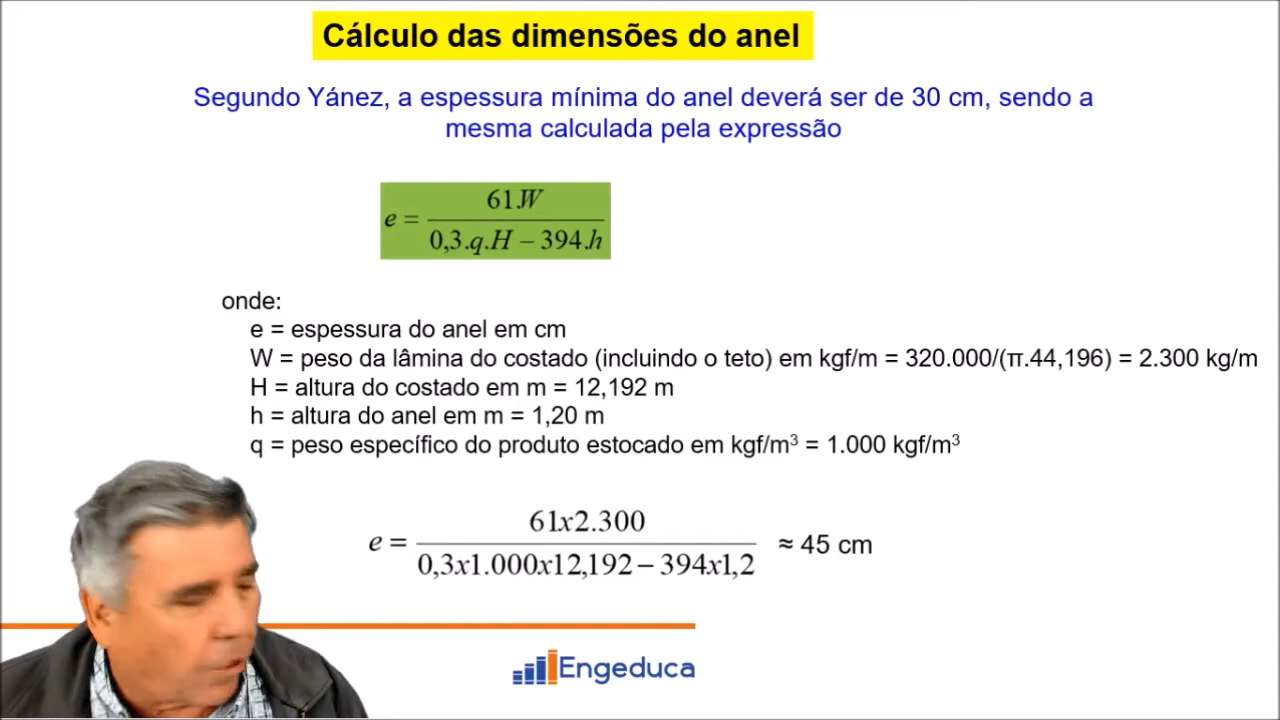 Cálculo das dimensões do anel
Segundo Yánez, a espessura mínima do anel deverá ser de 30 cm, sendo a
mesma calculada pela expressão
e = 61.W / 0,3.q.H – 394.h
onde:
e = espessura do anel em cm
W = peso da lâmina do costado (incluindo o teto) em kgf/m = 320.000/(π.44,196) = 2.300 kg/m
H = altura do costado em m = 12,192 m
h = altura do anel em m = 1,20 m
q = peso específico do produto estocado em kgf/m³ = 1.000 kgf/m³
e = 61x2.300 / 0,3x1.000x12,192 – 394x1,2 ≈ 45 cm
Engeduca